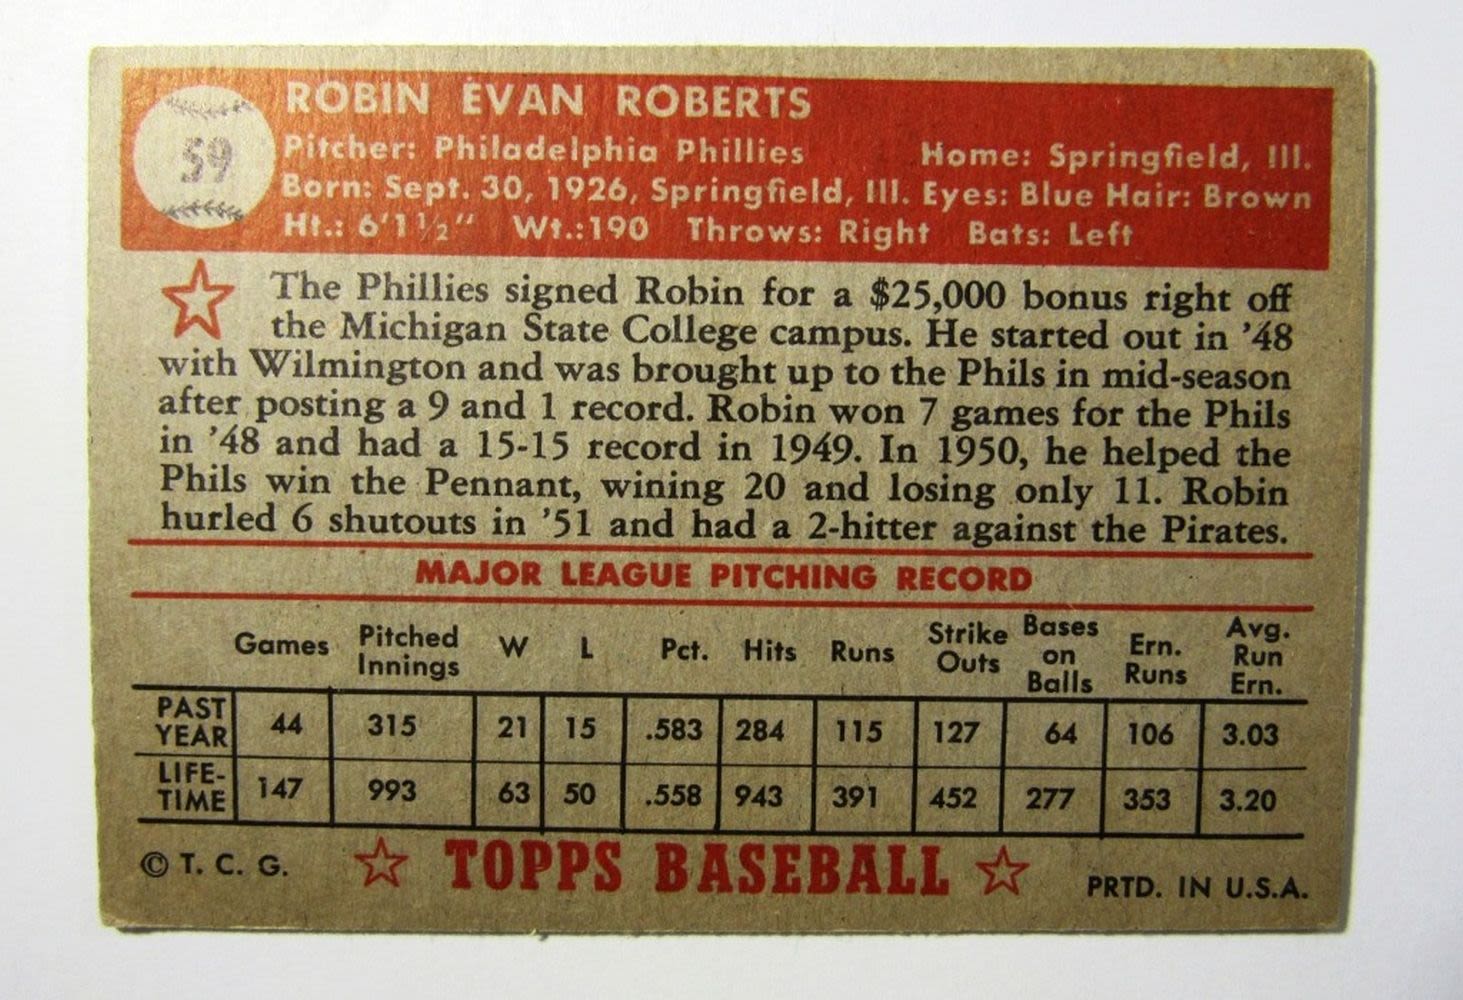 ROBIN EVAN ROBERTS
59
Pitcher: Philadelphia Phillies Home: Springfield, Ill.
Born: Sept. 30, 1926, Springfield, Ill. Eyes: Blue Hair: Brown
Ht.: 6'1½" Wt.:190 Throws: Right Bats: Left
The Phillies signed Robin for a $25,000 bonus right off
the Michigan State College campus. He started out in '48
with Wilmington and was brought up to the Phils in mid-season
after posting a 9 and 1 record. Robin won 7 games for the Phils
in '48 and had a 15-15 record in 1949. In 1950, he helped the
Phils win the Pennant, wining 20 and losing only 11. Robin
hurled 6 shutouts in '51 and had a 2-hitter against the Pirates.
MAJOR LEAGUE PITCHING RECORD
Games Pitched Innings W L Pct. Hits Runs Strike Outs Bases on Balls Ern. Runs Avg. Run Ern.
PAST YEAR 44 315 21 15 .583 284 115 127 64 106 3.03
LIFE-TIME 147 993 63 50 .558 943 391 452 277 353 3.20
© T. C. G. TOPPS BASEBALL PRTD. IN U.S.A.